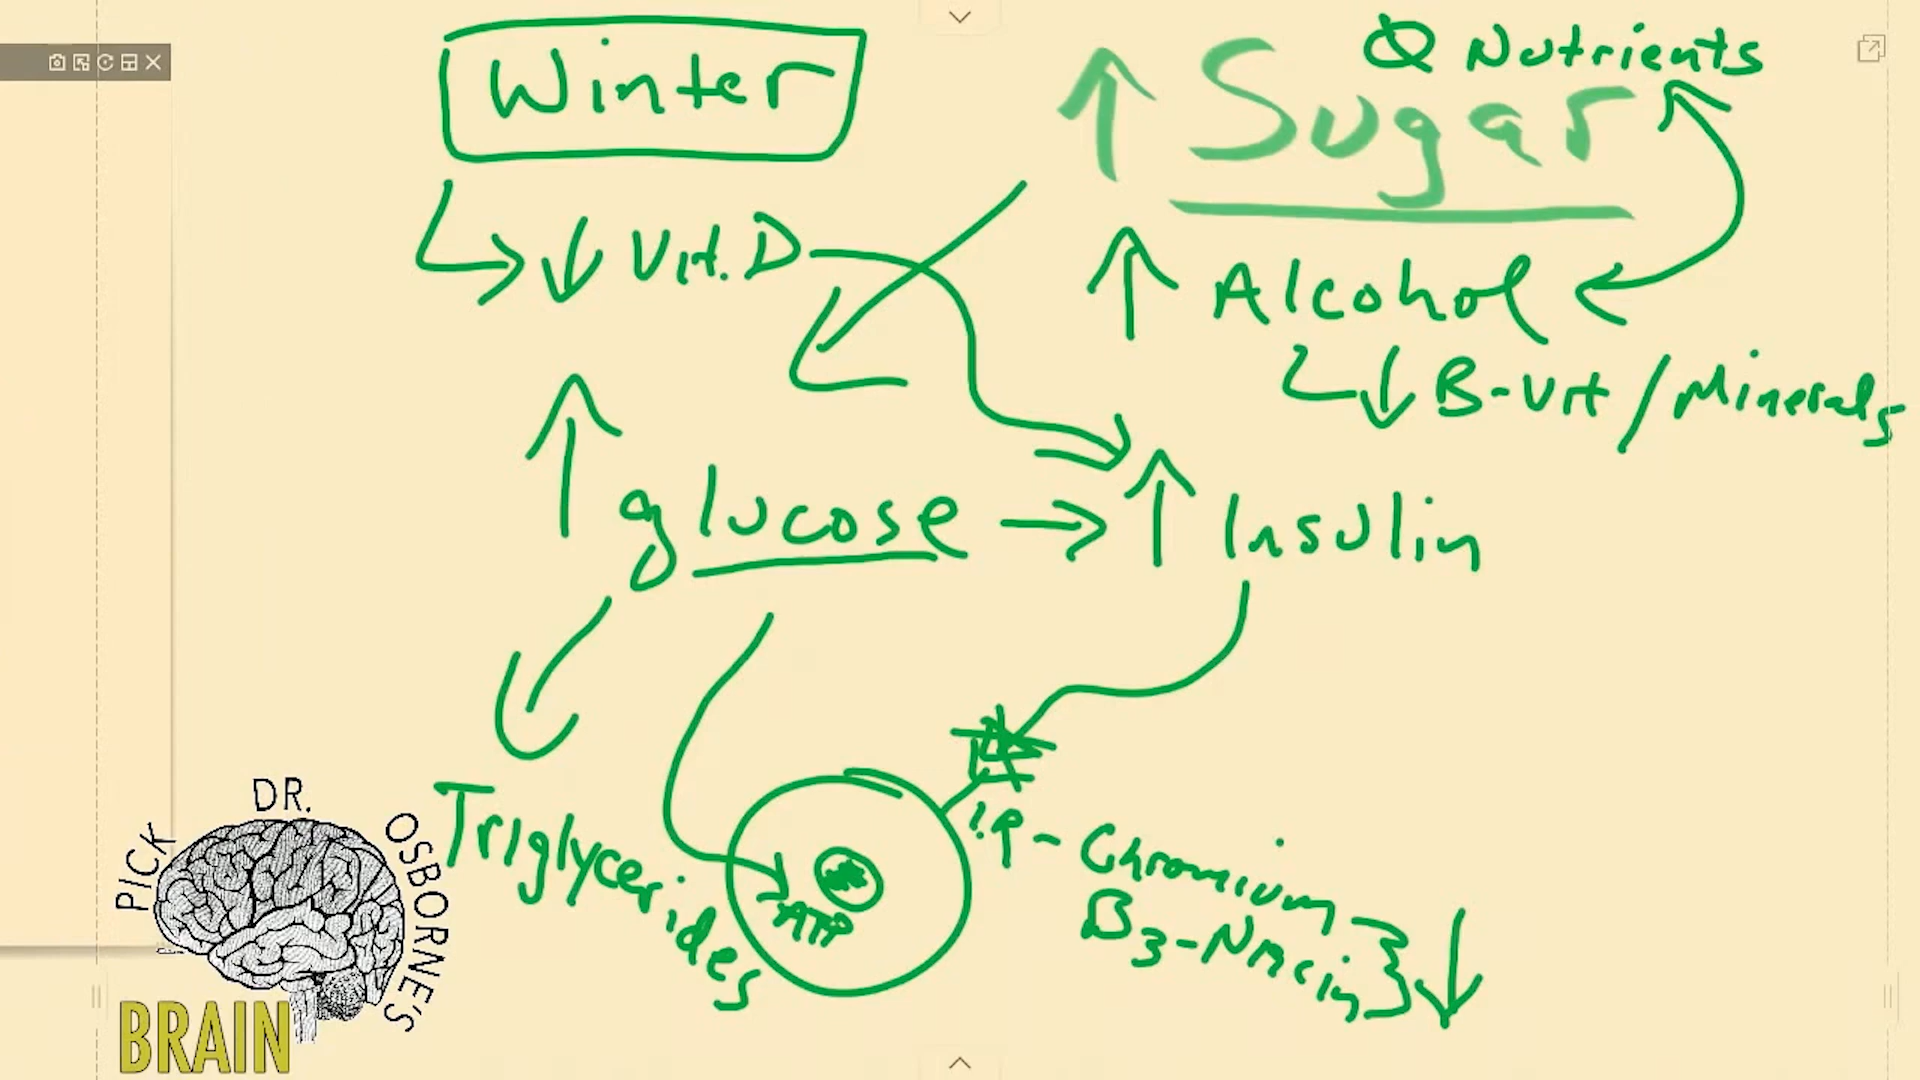 Winter
Ø Nutrients
↑ Sugar
↓ Vit. D
↑ Alcohol
↓ B-Vit / Minerals
↑ glucose → ↑ Insulin
Triglycerides
ATP
I.R - Chromium
B3-Niacin ↓
PICK
DR.
OSBORNE'S
BRAIN